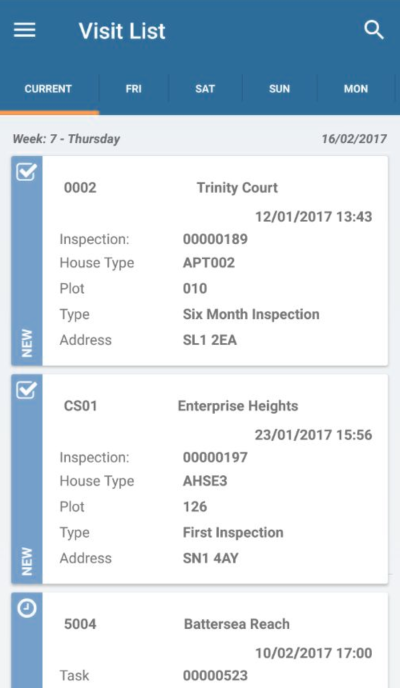 Visit List
CURRENT FRI SAT SUN MON
Week: 7 - Thursday 16/02/2017
0002 Trinity Court
12/01/2017 13:43
Inspection: 00000189
House Type APT002
Plot 010
Type Six Month Inspection
Address SL1 2EA
NEW
CS01 Enterprise Heights
23/01/2017 15:56
Inspection: 00000197
House Type AHSE3
Plot 126
Type First Inspection
Address SN1 4AY
NEW
5004 Battersea Reach
10/02/2017 17:00
Task 00000523